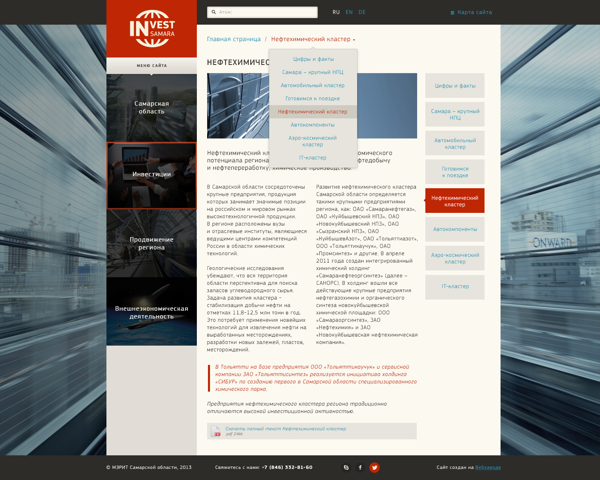 INVEST
SAMARA
Атом
RU EN DE
Карта сайта
МЕНЮ САЙТА
Самарская
область
Инвестиции
Продвижение
региона
Внешнеэкономическая
деятельность
Главная страница / Нефтехимический кластер
Цифры и факты
Самара – крупный НПЦ
Автомобильный кластер
Готовимся к поездке
Нефтехимический кластер
Автокомпоненты
Аэро-космический
кластер
IT-кластер
НЕФТЕХИМИЧЕС
Нефтехимический кл
омического
потенциала региона
нефтедобычу
и нефтепереработку, химическое производство.
В Самарской области сосредоточены
крупные предприятия, продукция
которых занимает значимые позиции
на российском и мировом рынках
высокотехнологичной продукции.
В регионе расположены вузы
и отраслевые институты, являющиеся
ведущими центрами компетенций
России в области химических
технологий.
Геологические исследования
убеждают, что вся территория
области перспективна для поиска
запасов углеводородного сырья.
Задача развития кластера –
стабилизация добычи нефти на
отметках 11,8–12,5 млн тонн в год.
Это потребует применения новейших
технологий для извлечения нефти на
выработанных месторождениях,
разработки новых залежей, пластов,
месторождений.
Развитие нефтехимического кластера
Самарской области определяется
такими крупными предприятиями
региона, как: ОАО «Самаранефтегаз»,
ОАО «Куйбышевский НПЗ», ОАО
«Новокуйбышевский НПЗ», ОАО
«Сызранский НПЗ», ОАО
«КуйбышевАзот», ОАО «Тольяттиазот»,
ООО «Тольяттикаучук», ОАО
«Промсинтез» и другие. В апреле
2011 года создан интегрированный
химический холдинг
«Самаранефтеоргсинтез» (далее –
САНОРС). В холдинг вошли все
действующие крупные предприятия
нефтегазохимии и органического
синтеза новокуйбышевской
химической площадки: ООО
«Самараоргсинтез», ЗАО
«Нефтехимия» и ЗАО
«Новокуйбышевская нефтехимическая
компания».
В Тольятти на базе предприятия ООО «Тольяттикаучук» и сервисной
компании ЗАО «Тольяттисинтез» реализуется инициатива холдинга
«СИБУР» по созданию первого в Самарской области специализированного
химического парка.
Предприятия нефтехимического кластера региона традиционно
отличаются высокой инвестиционной активностью.
Скачать полный текст Нефтехимический кластер
Цифры и факты
Самара – крупный
НПЦ
Автомобильный
кластер
Готовимся
к поездке
Нефтехимический
кластер
Автокомпоненты
Аэро-космический
кластер
IT-кластер
ONWARD
© МЭРИТ Самарской области, 2013
Свяжитесь с нами: +7 (846) 332-81-60
Сайт создан на